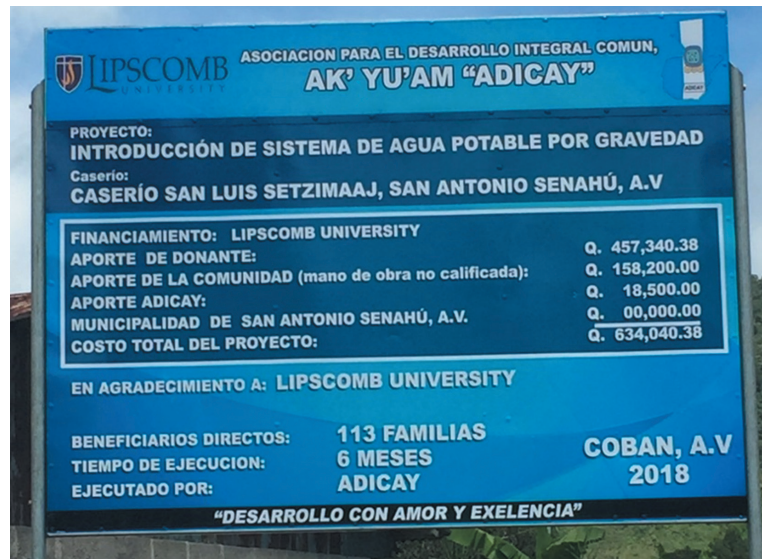 LIPSCOMB
UNIVERSITY
ASOCIACION PARA EL DESARROLLO INTEGRAL COMUN,
AK' YU'AM "ADICAY"
ADICAY
PROYECTO:
INTRODUCCIÓN DE SISTEMA DE AGUA POTABLE POR GRAVEDAD
Caserío:
CASERÍO SAN LUIS SETZIMAAJ, SAN ANTONIO SENAHÚ, A.V
FINANCIAMIENTO: LIPSCOMB UNIVERSITY
APORTE DE DONANTE: Q. 457,340.38
APORTE DE LA COMUNIDAD (mano de obra no calificada): Q. 158,200.00
APORTE ADICAY: Q. 18,500.00
MUNICIPALIDAD DE SAN ANTONIO SENAHÚ, A.V. Q. 00,000.00
COSTO TOTAL DEL PROYECTO: Q. 634,040.38
EN AGRADECIMIENTO A: LIPSCOMB UNIVERSITY
BENEFICIARIOS DIRECTOS: 113 FAMILIAS
TIEMPO DE EJECUCION: 6 MESES
EJECUTADO POR: ADICAY
COBAN, A.V
2018
"DESARROLLO CON AMOR Y EXELENCIA"